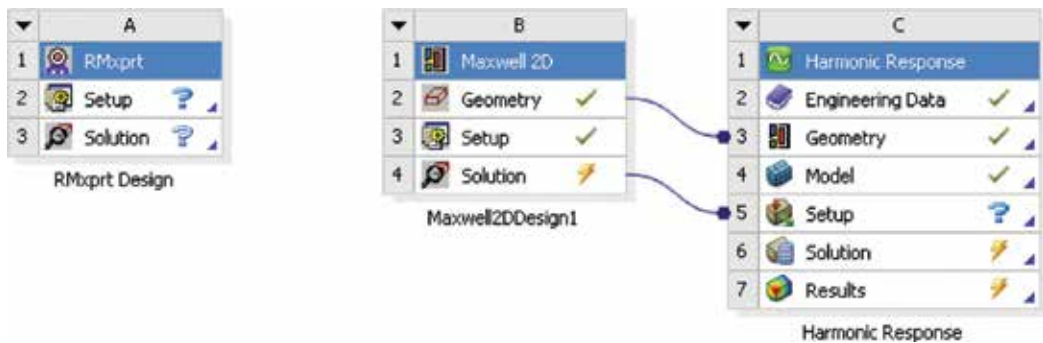 A
1 RMxprt
2 Setup
3 Solution
RMxprt Design
B
1 Maxwell 2D
2 Geometry
3 Setup
4 Solution
Maxwell2DDesign1
C
1 Harmonic Response
2 Engineering Data
3 Geometry
4 Model
5 Setup
6 Solution
7 Results
Harmonic Response